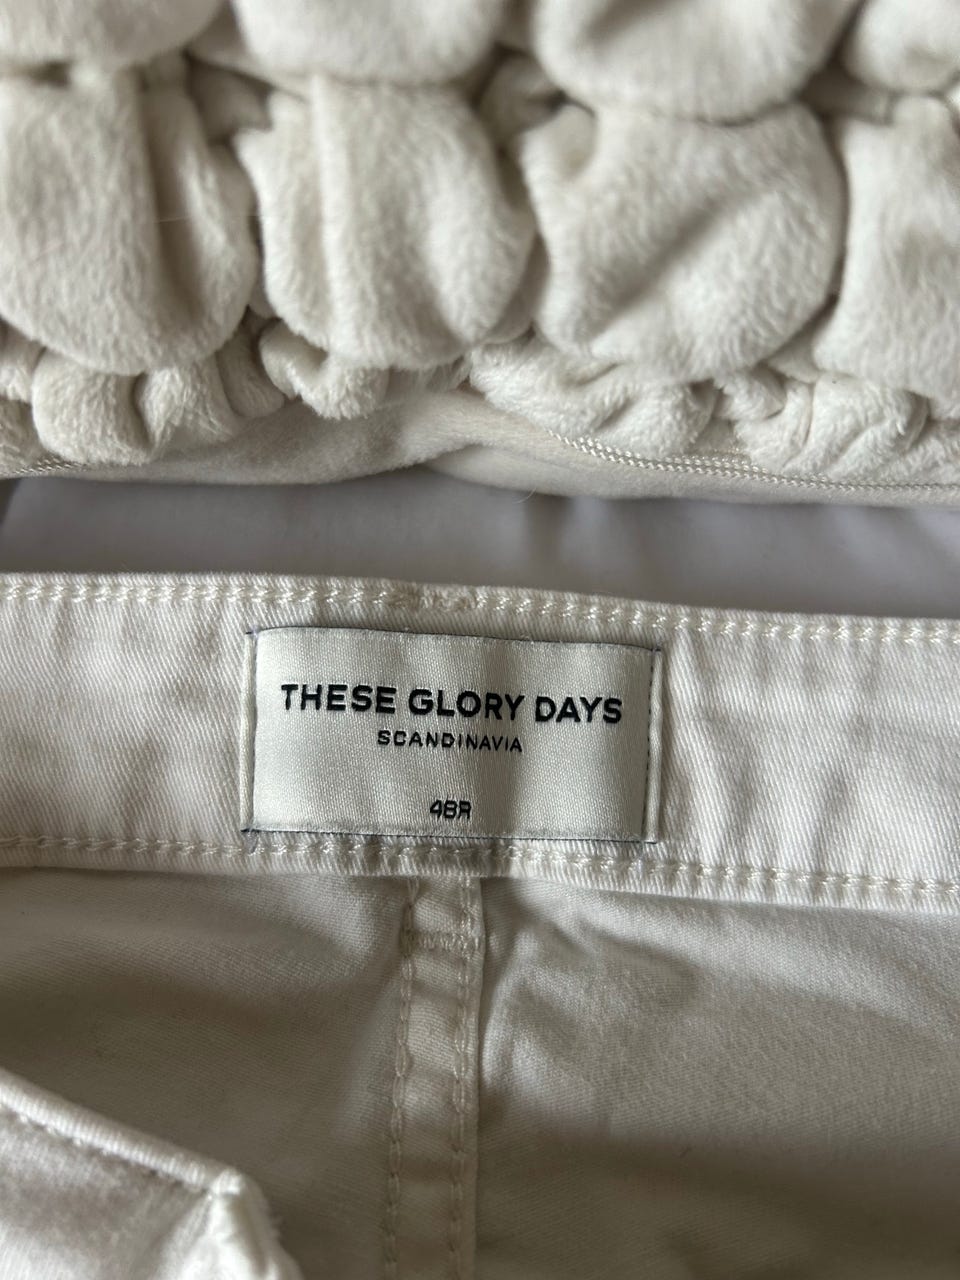 THESE GLORY DAYS
SCANDINAVIA
48R